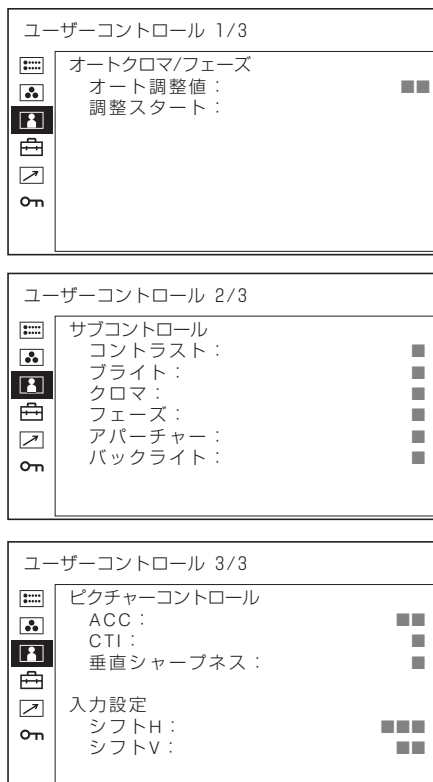 ユーザーコントロール 1/3
オートクロマ/フェーズ
オート調整値：　■■
調整スタート：
ユーザーコントロール 2/3
サブコントロール
コントラスト：　■
ブライト：　■
クロマ：　■
フェーズ：　■
アパーチャー：　■
バックライト：　■
ユーザーコントロール 3/3
ピクチャーコントロール
ACC：　■■
CTI：　■
垂直シャープネス：　■
入力設定
シフトH：　■■■
シフトV：　■■